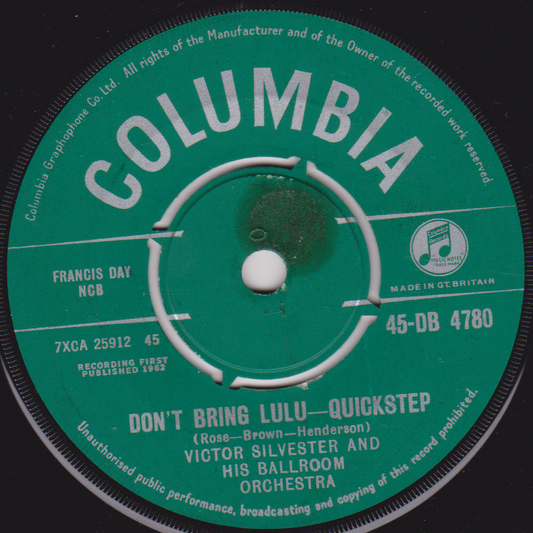 Columbia Graphophone Co. Ltd. All rights of the Manufacturer and of the Owner of the recorded work reserved.
COLUMBIA
FRANCIS DAY
NCB
MADE IN GT. BRITAIN
7XCA 25912 45
45-DB 4780
RECORDING FIRST
PUBLISHED 1962
DON'T BRING LULU—QUICKSTEP
(Rose—Brown—Henderson)
VICTOR SILVESTER AND
HIS BALLROOM
ORCHESTRA
Unauthorised public performance, broadcasting and copying of this record prohibited.